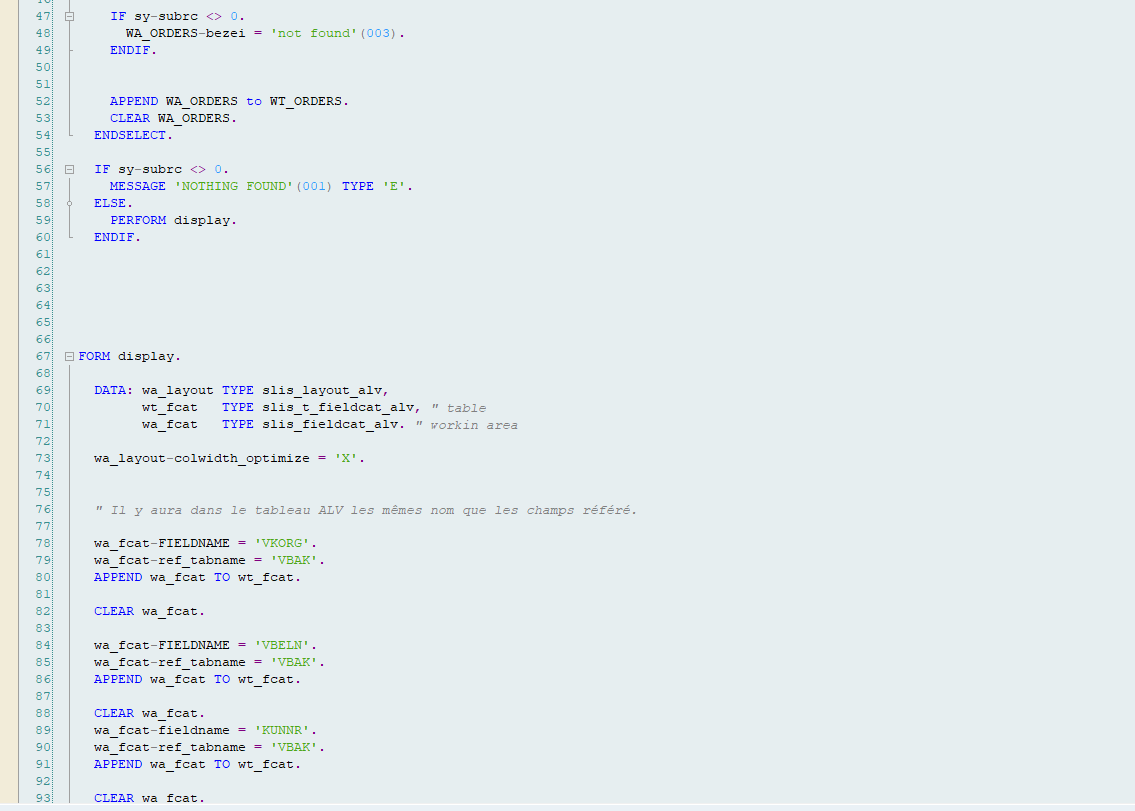 47 IF sy-subrc <> 0.
48 WA_ORDERS-bezei = 'not found'(003).
49 ENDIF.
50
51
52 APPEND WA_ORDERS to WT_ORDERS.
53 CLEAR WA_ORDERS.
54 ENDSELECT.
55
56 IF sy-subrc <> 0.
57 MESSAGE 'NOTHING FOUND'(001) TYPE 'E'.
58 ELSE.
59 PERFORM display.
60 ENDIF.
61
62
63
64
65
66
67 FORM display.
68
69 DATA: wa_layout TYPE slis_layout_alv,
70 wt_fcat TYPE slis_t_fieldcat_alv, " table
71 wa_fcat TYPE slis_fieldcat_alv. " workin area
72
73 wa_layout-colwidth_optimize = 'X'.
74
75
76 " Il y aura dans le tableau ALV les mêmes nom que les champs référé.
77
78 wa_fcat-FIELDNAME = 'VKORG'.
79 wa_fcat-ref_tabname = 'VBAK'.
80 APPEND wa_fcat TO wt_fcat.
81
82 CLEAR wa_fcat.
83
84 wa_fcat-FIELDNAME = 'VBELN'.
85 wa_fcat-ref_tabname = 'VBAK'.
86 APPEND wa_fcat TO wt_fcat.
87
88 CLEAR wa_fcat.
89 wa_fcat-fieldname = 'KUNNR'.
90 wa_fcat-ref_tabname = 'VBAK'.
91 APPEND wa_fcat TO wt_fcat.
92
93 CLEAR wa_fcat.